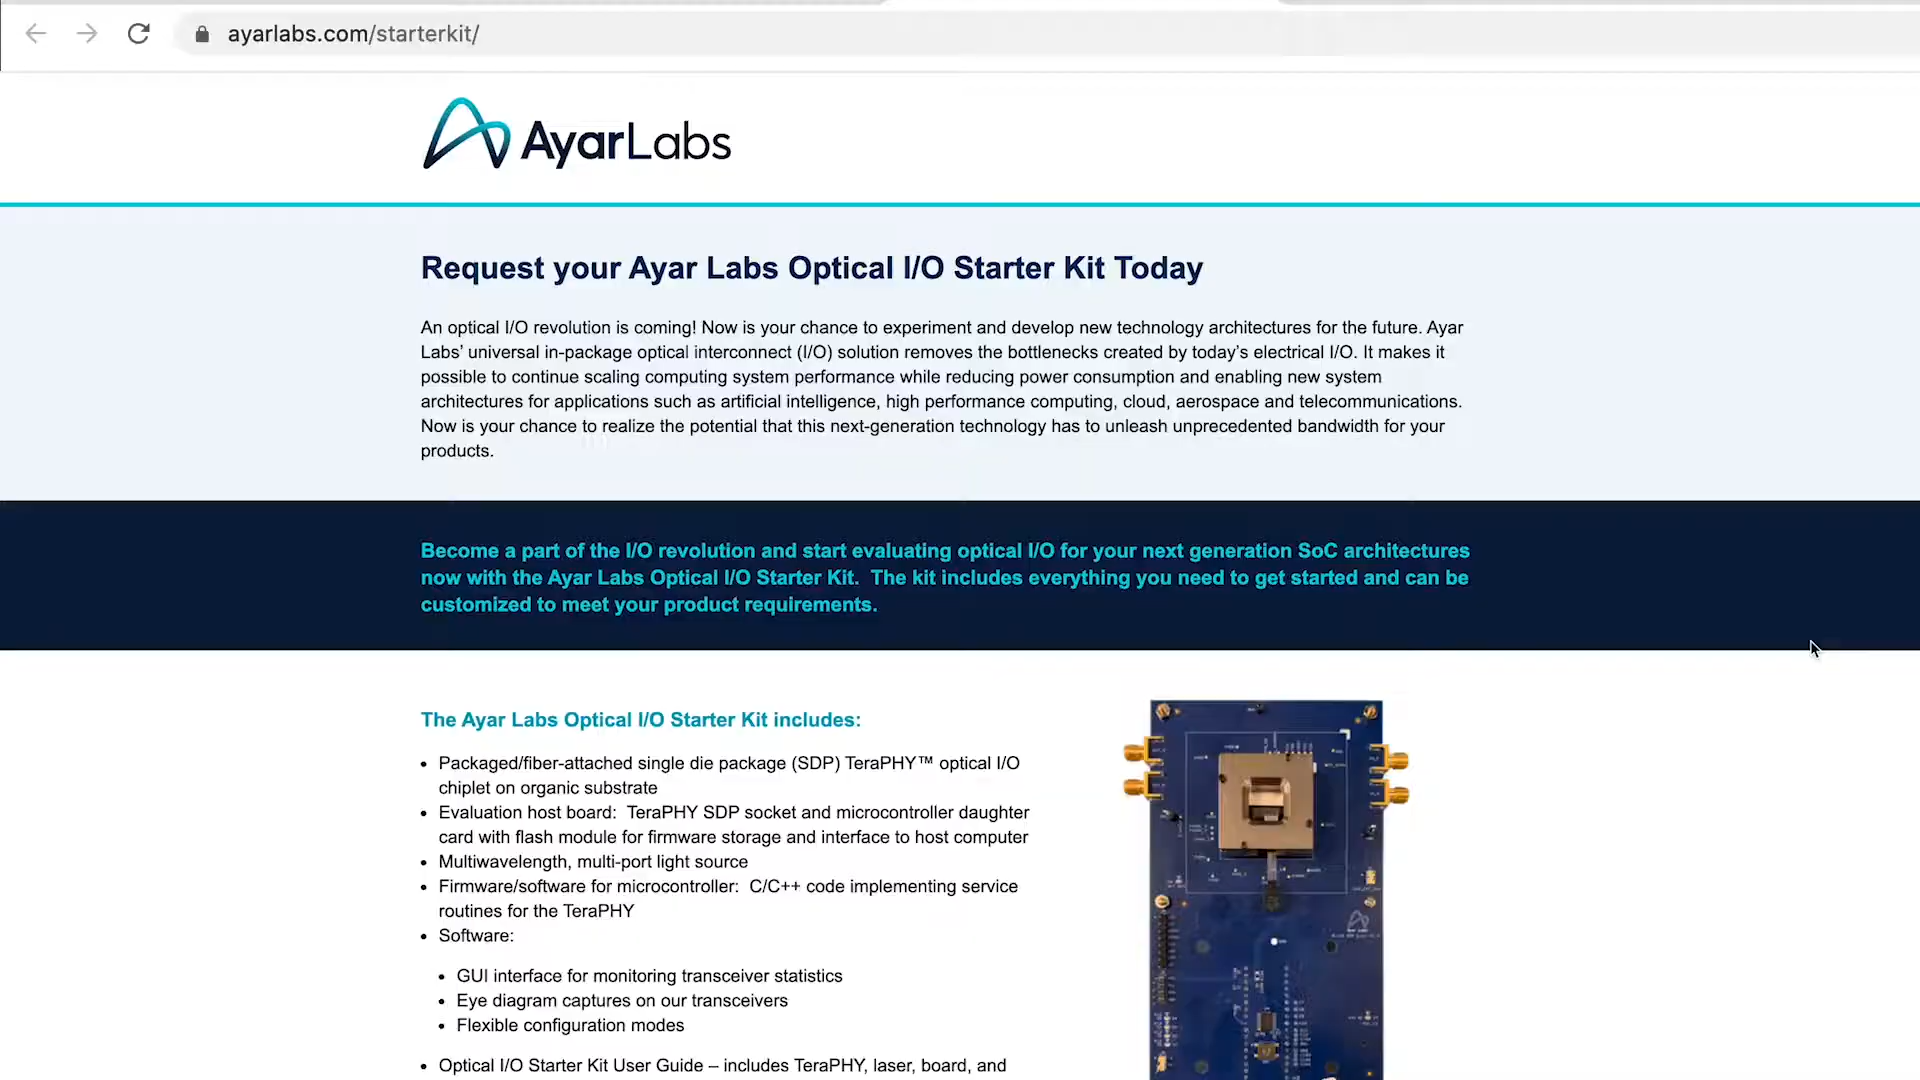 ayarlabs.com/starterkit/
AyarLabs
Request your Ayar Labs Optical I/O Starter Kit Today
An optical I/O revolution is coming! Now is your chance to experiment and develop new technology architectures for the future. Ayar
Labs’ universal in-package optical interconnect (I/O) solution removes the bottlenecks created by today’s electrical I/O. It makes it
possible to continue scaling computing system performance while reducing power consumption and enabling new system
architectures for applications such as artificial intelligence, high performance computing, cloud, aerospace and telecommunications.
Now is your chance to realize the potential that this next-generation technology has to unleash unprecedented bandwidth for your
products.
Become a part of the I/O revolution and start evaluating optical I/O for your next generation SoC architectures
now with the Ayar Labs Optical I/O Starter Kit.  The kit includes everything you need to get started and can be
customized to meet your product requirements.
The Ayar Labs Optical I/O Starter Kit includes:
• Packaged/fiber-attached single die package (SDP) TeraPHY™ optical I/O
chiplet on organic substrate
• Evaluation host board:  TeraPHY SDP socket and microcontroller daughter
card with flash module for firmware storage and interface to host computer
• Multiwavelength, multi-port light source
• Firmware/software for microcontroller:  C/C++ code implementing service
routines for the TeraPHY
• Software:
• GUI interface for monitoring transceiver statistics
• Eye diagram captures on our transceivers
• Flexible configuration modes
• Optical I/O Starter Kit User Guide – includes TeraPHY, laser, board, and